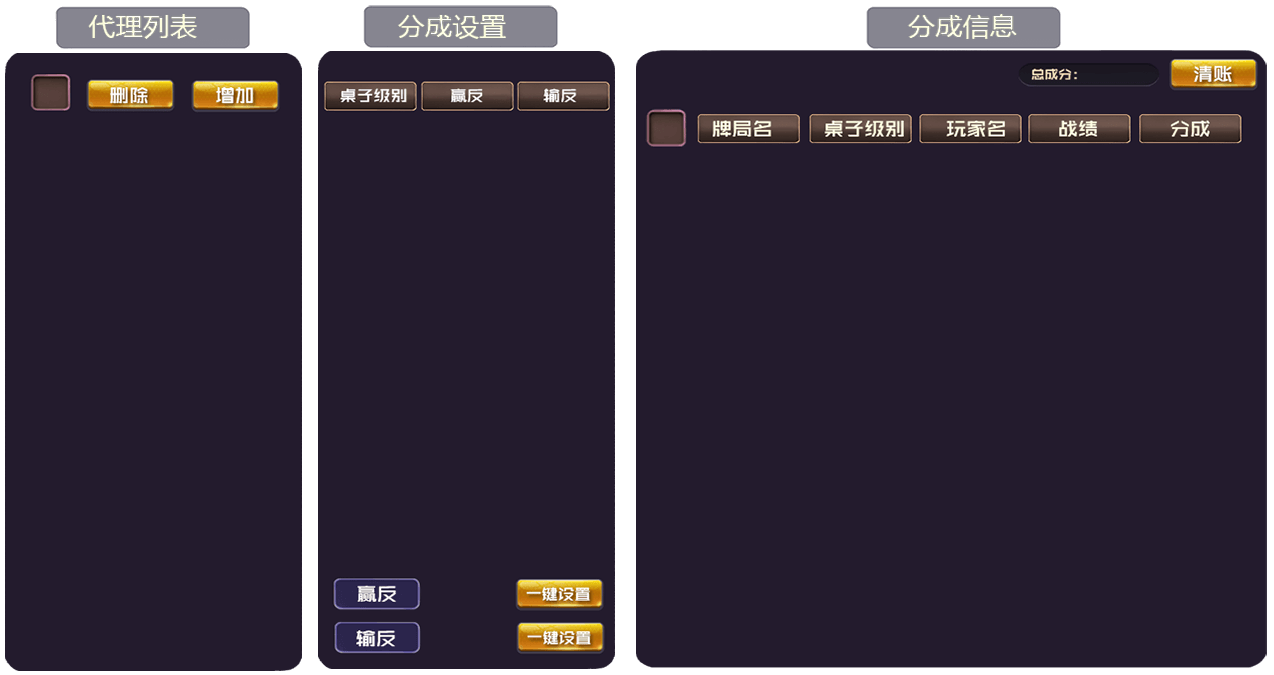 代理列表
删除 增加
分成设置
桌子级别 赢反 输反
赢反 一键设置
输反 一键设置
分成信息
总成分: 清账
牌局名 桌子级别 玩家名 战绩 分成